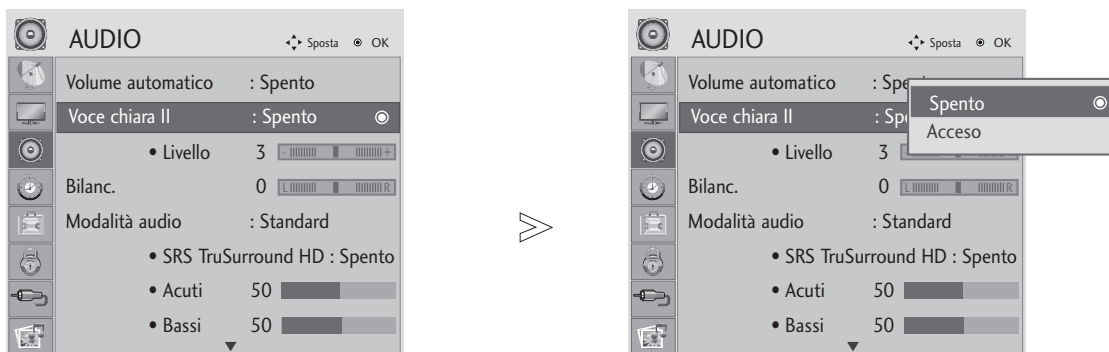 AUDIO
Sposta OK
Volume automatico : Spento
Voce chiara II : Spento
• Livello 3 - +
Bilanc. 0 L R
Modalità audio : Standard
• SRS TruSurround HD : Spento
• Acuti 50
• Bassi 50
AUDIO
Sposta OK
Volume automatico : Spe
Voce chiara II : Sp
Spento
Acceso
• Livello 3 -
Bilanc. 0 L R
Modalità audio : Standard
• SRS TruSurround HD : Spento
• Acuti 50
• Bassi 50